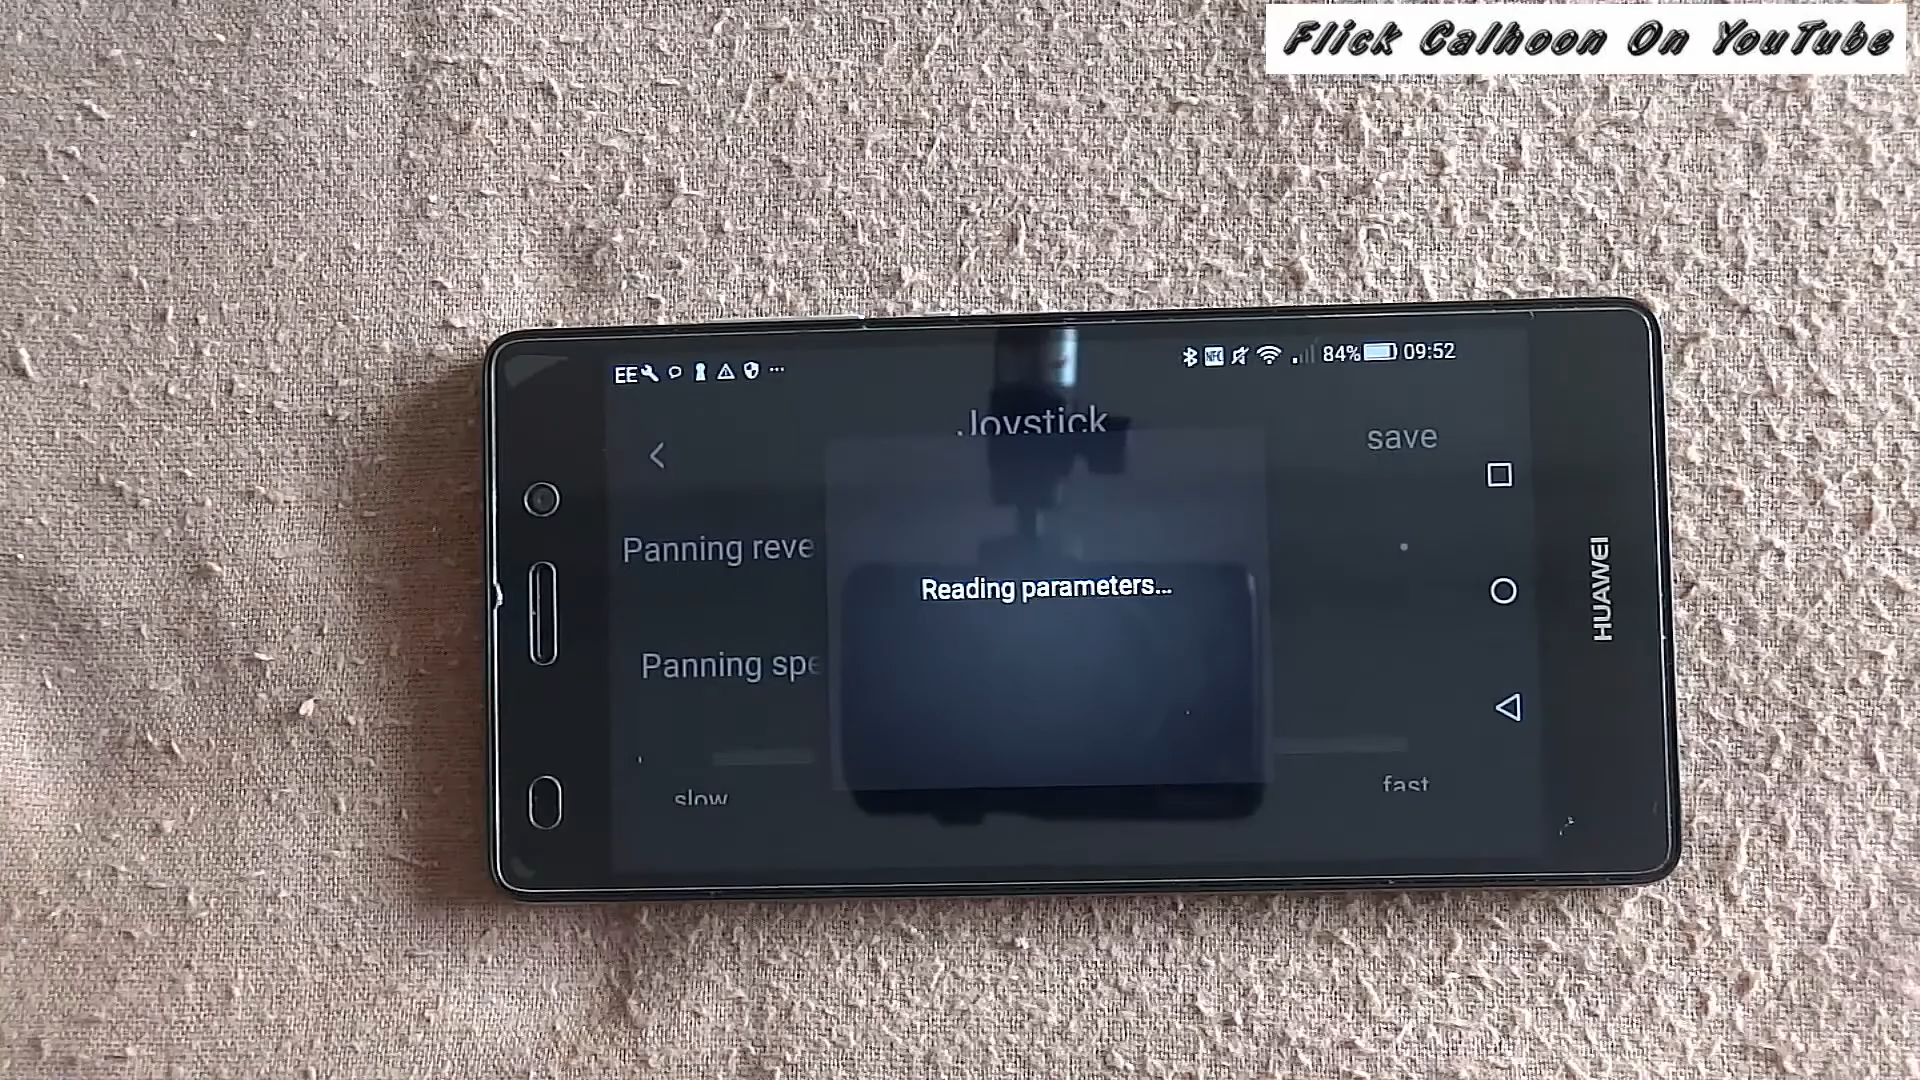 Flick Calhoon On YouTube
EE
84%
09:52
Joystick
save
Panning reve
Reading parameters...
Panning spe
slow
fast
HUAWEI